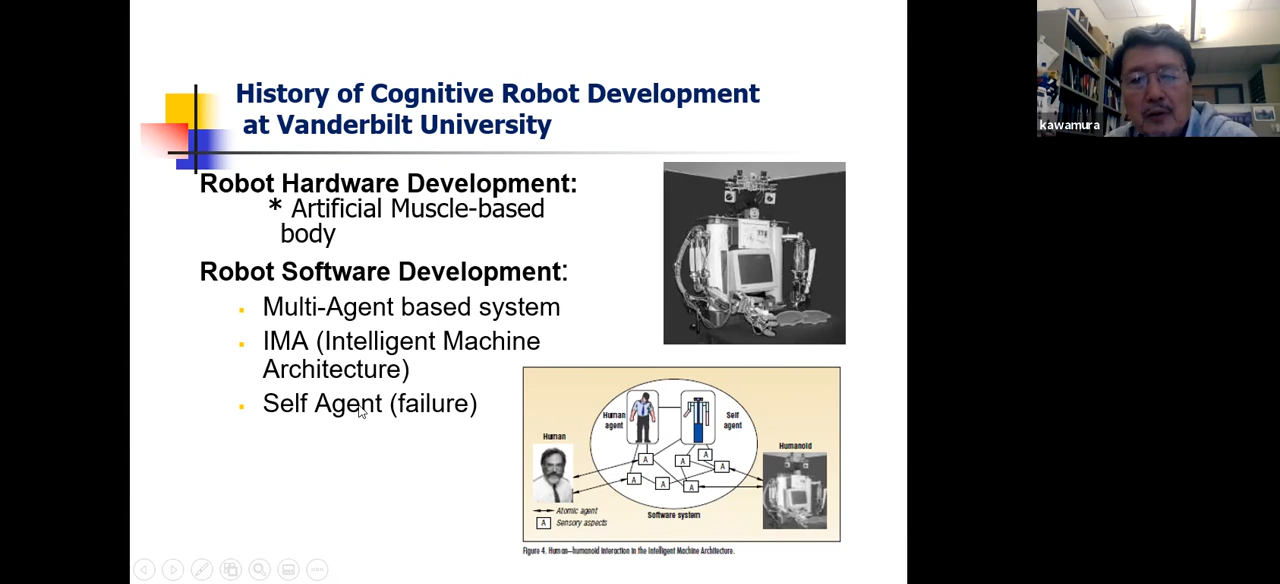 History of Cognitive Robot Development
at Vanderbilt University
kawamura
Robot Hardware Development:
* Artificial Muscle-based
body
Robot Software Development:
▪ Multi-Agent based system
▪ IMA (Intelligent Machine
Architecture)
▪ Self Agent (failure)
Human
agent
Self
agent
Human
Humanoid
A
A
A
A
A
A
A
Atomic agent
A Sensory aspects
Software system
Figure 4. Human–humanoid interaction in the Intelligent Machine Architecture.